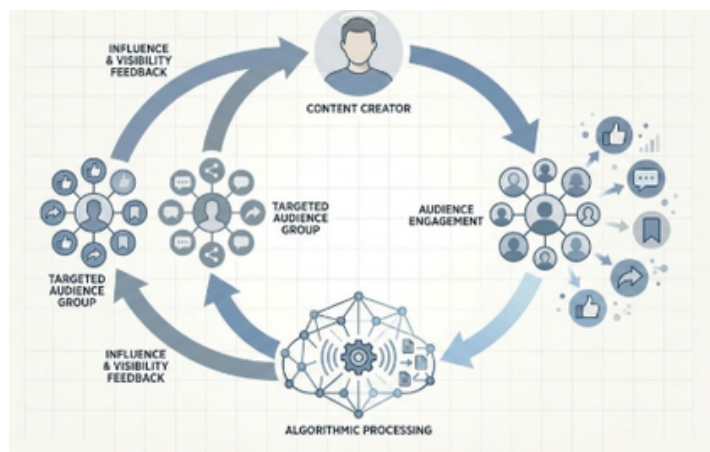 INFLUENCE
& VISIBILITY
FEEDBACK
CONTENT CREATOR
TARGETED
AUDIENCE
GROUP
AUDIENCE
ENGAGEMENT
TARGETED
AUDIENCE
GROUP
INFLUENCE
& VISIBILITY
FEEDBACK
ALGORITHMIC PROCESSING